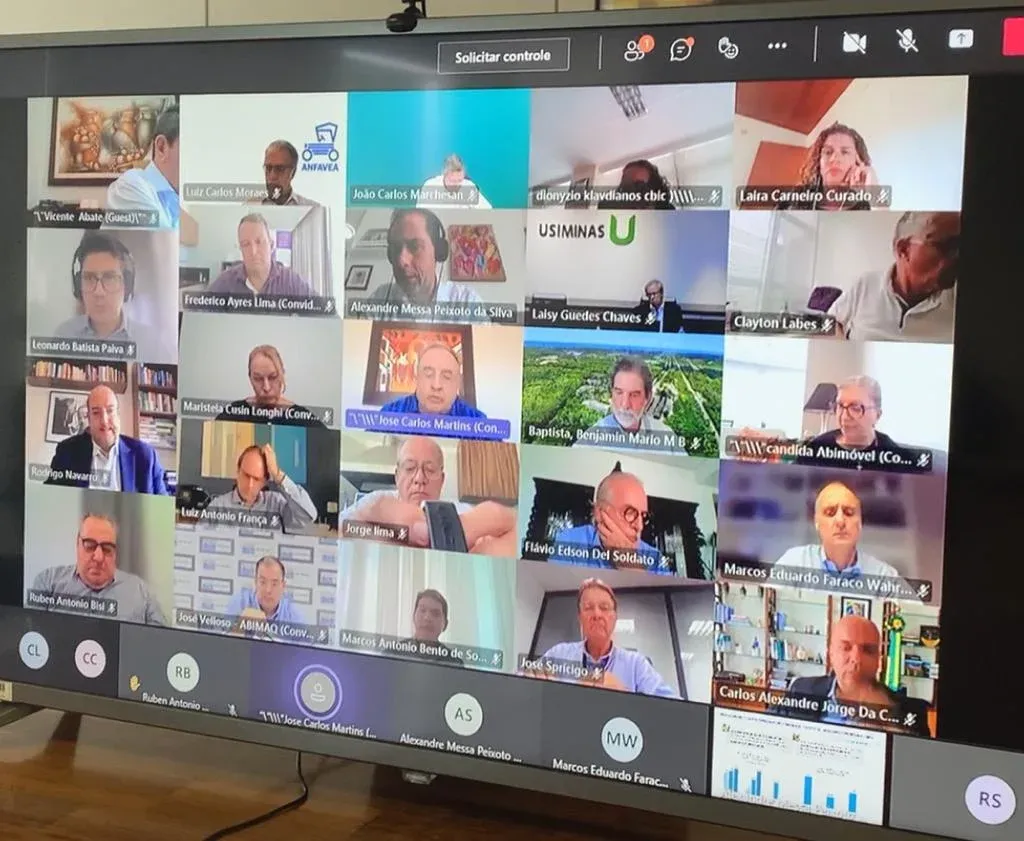 Solicitar controle
1
ANFAVEA
\"Vicente Abate (Guest)\"
Luiz Carlos Moraes
João Carlos Marchesan
dionyzio klavdianos cbic )\\\\...
Laira Carneiro Curado
Leonardo Batista Paiva
Frederico Ayres Lima (Convid...
Alexandre Messa Peixoto da Silva
USIMINAS U
Laisy Guedes Chaves
Clayton Labes
Rodrigo Navarro
Maristela Cusin Longhi (Conv...
"\"\\\"Jose Carlos Martins (Con...
Baptista, Benjamin Mario M B
"\"\\\"candida Abimóvel (Co...
Ruben Antonio Bisi
Luiz Antonio França
Jorge lima
Flávio Edson Del Soldato
Marcos Eduardo Faraco Wahr...
José Velloso - ABIMAQ (Conv...
Marcos Antonio Bento de So...
José Sprícigo
Carlos Alexandre Jorge Da C...
CL
CC
RB
Ruben Antonio ...
"\"\\\"Jose Carlos Martins (...
AS
Alexandre Messa Peixoto ...
MW
Marcos Eduardo Farac...
RS